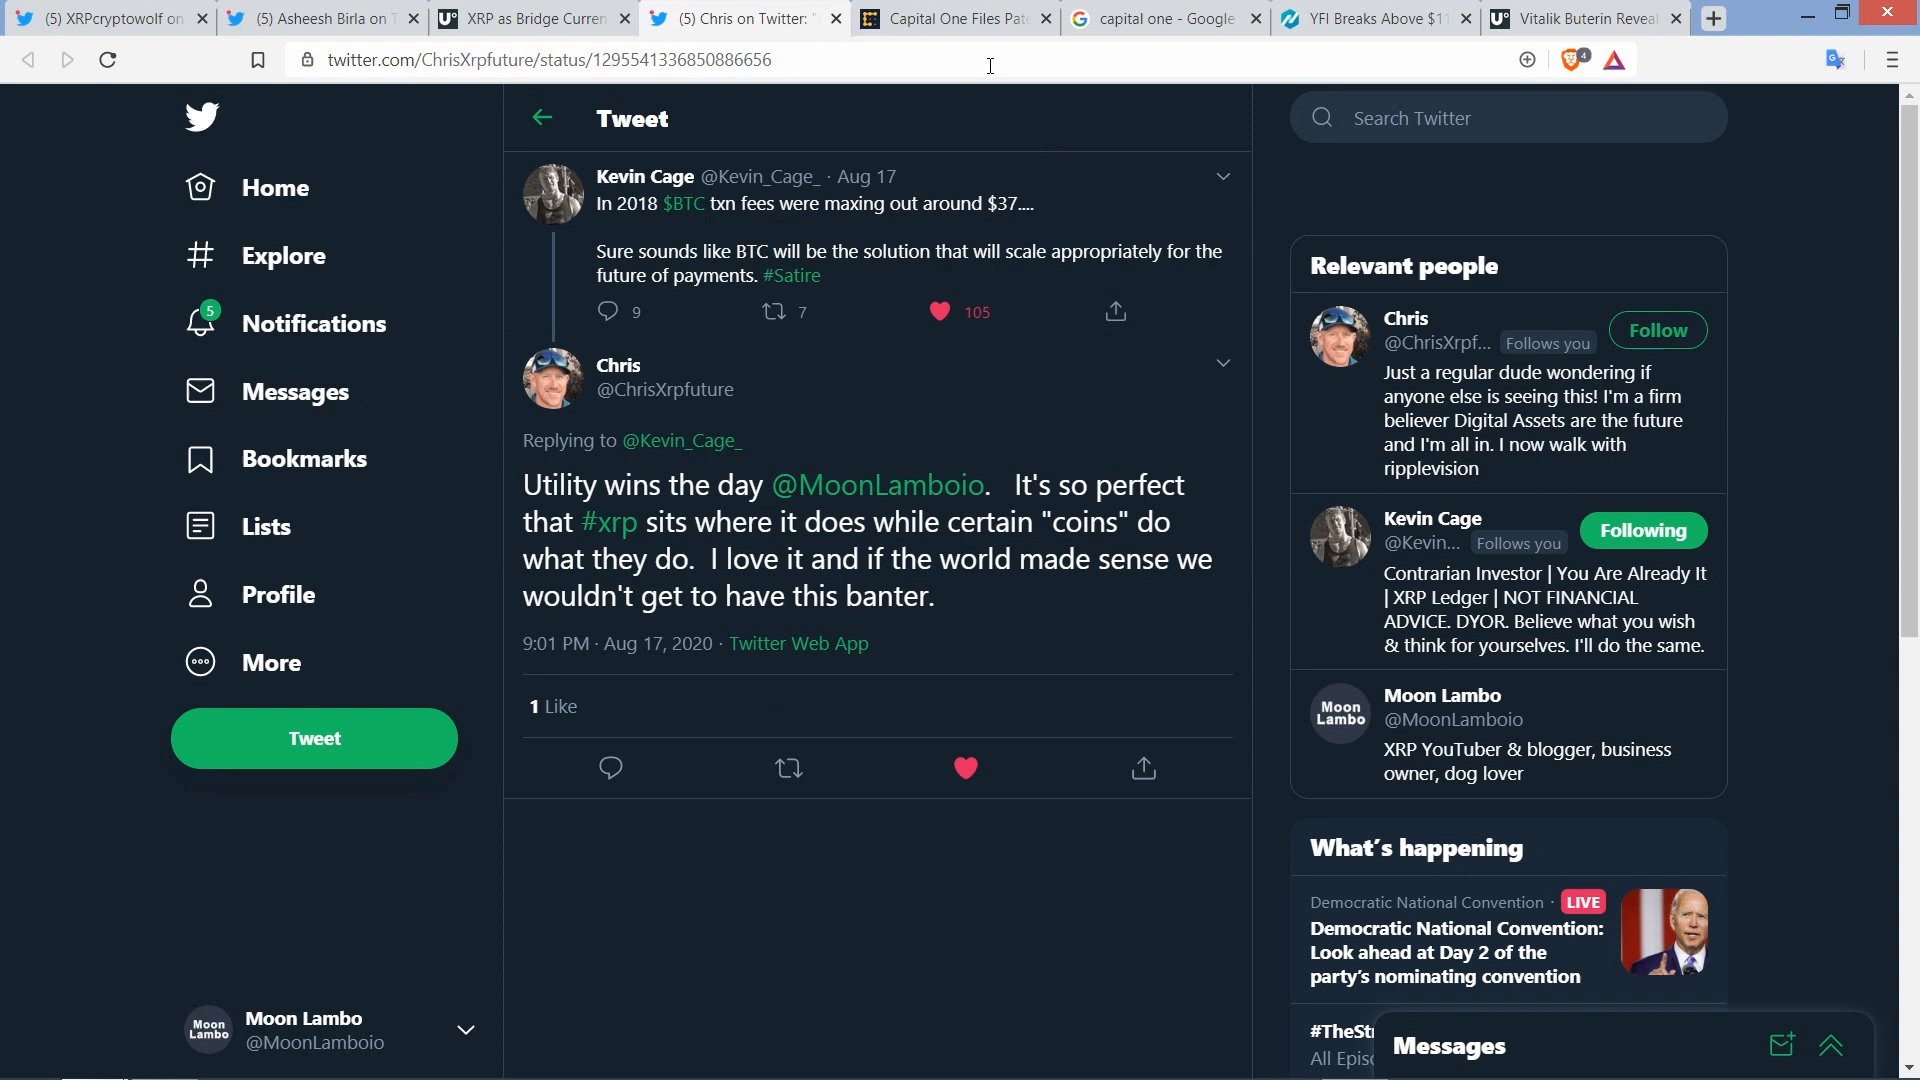 (5) XRPcryptowolf on
(5) Asheesh Birla on T
XRP as Bridge Curren
(5) Chris on Twitter: "
Capital One Files Pate
capital one - Google
YFI Breaks Above $11
Vitalik Buterin Reveal
twitter.com/ChrisXrpfuture/status/1295541336850886656
4
Home
Explore
5
Notifications
Messages
Bookmarks
Lists
Profile
More
Tweet
Moon Lambo
Moon Lambo
@MoonLamboio
Tweet
Kevin Cage @Kevin_Cage_ · Aug 17
In 2018 $BTC txn fees were maxing out around $37....
Sure sounds like BTC will be the solution that will scale appropriately for the
future of payments. #Satire
9 7 105
Chris
@ChrisXrpfuture
Replying to @Kevin_Cage_
Utility wins the day @MoonLamboio. It's so perfect
that #xrp sits where it does while certain "coins" do
what they do. I love it and if the world made sense we
wouldn't get to have this banter.
9:01 PM · Aug 17, 2020 · Twitter Web App
1 Like
Search Twitter
Relevant people
Chris
@ChrisXrpf... Follows you
Follow
Just a regular dude wondering if
anyone else is seeing this! I'm a firm
believer Digital Assets are the future
and I'm all in. I now walk with
ripplevision
Kevin Cage
@Kevin... Follows you
Following
Contrarian Investor | You Are Already It
| XRP Ledger | NOT FINANCIAL
ADVICE. DYOR. Believe what you wish
& think for yourselves. I'll do the same.
Moon
Lambo
Moon Lambo
@MoonLamboio
XRP YouTuber & blogger, business
owner, dog lover
What's happening
Democratic National Convention · LIVE
Democratic National Convention:
Look ahead at Day 2 of the
party's nominating convention
#TheStr
All Episo
Messages